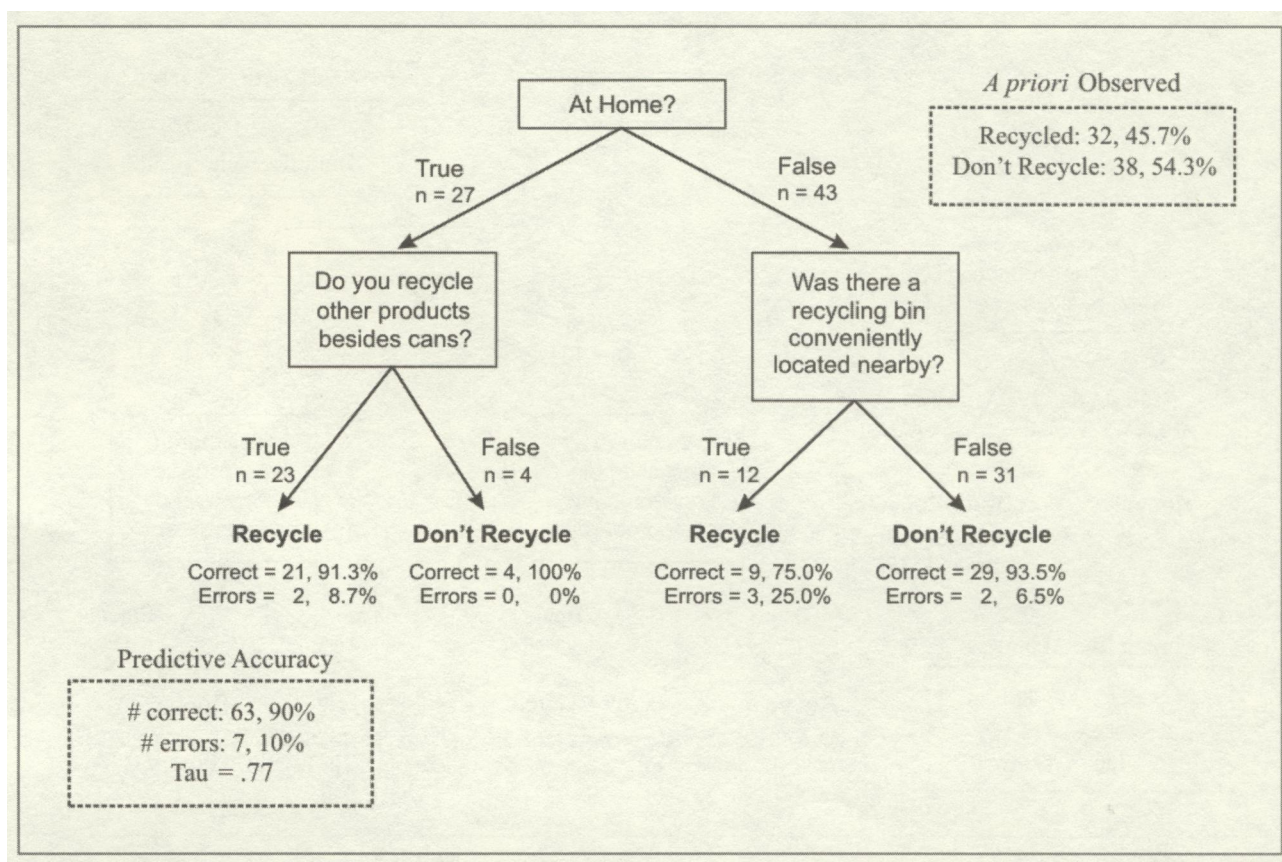 At Home?
A priori Observed
Recycled: 32, 45.7%
Don't Recycle: 38, 54.3%
True
n = 27
False
n = 43
Do you recycle
other products
besides cans?
Was there a
recycling bin
conveniently
located nearby?
True
n = 23
False
n = 4
True
n = 12
False
n = 31
Recycle
Correct = 21, 91.3%
Errors = 2, 8.7%
Don't Recycle
Correct = 4, 100%
Errors = 0, 0%
Recycle
Correct = 9, 75.0%
Errors = 3, 25.0%
Don't Recycle
Correct = 29, 93.5%
Errors = 2, 6.5%
Predictive Accuracy
# correct: 63, 90%
# errors: 7, 10%
Tau = .77